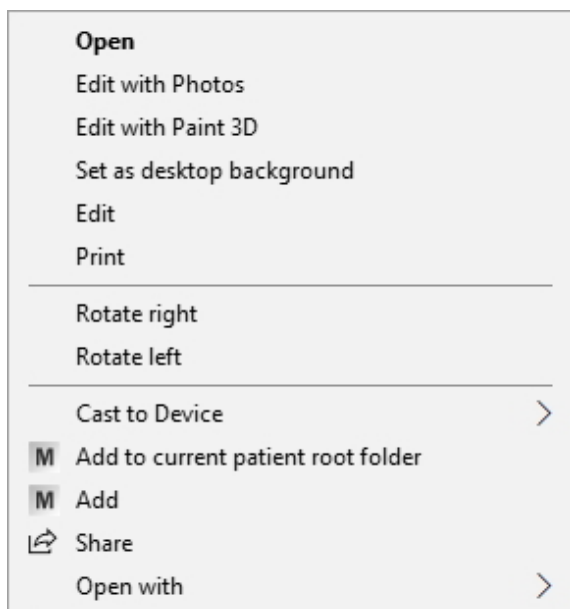 Open
Edit with Photos
Edit with Paint 3D
Set as desktop background
Edit
Print
Rotate right
Rotate left
Cast to Device
M Add to current patient root folder
M Add
Share
Open with